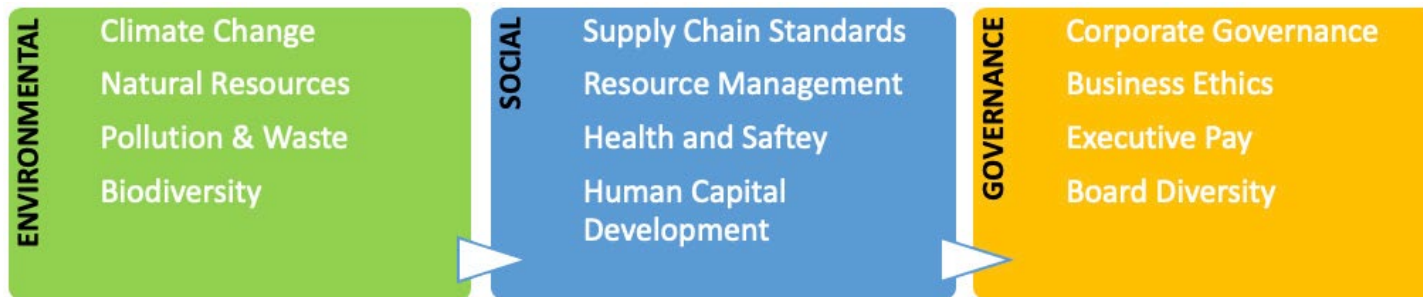 ENVIRONMENTAL
Climate Change
Natural Resources
Pollution & Waste
Biodiversity
SOCIAL
Supply Chain Standards
Resource Management
Health and Saftey
Human Capital
Development
GOVERNANCE
Corporate Governance
Business Ethics
Executive Pay
Board Diversity